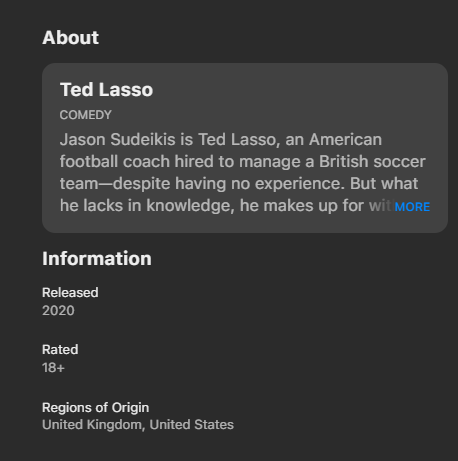 About
Ted Lasso
COMEDY
Jason Sudeikis is Ted Lasso, an American
football coach hired to manage a British soccer
team—despite having no experience. But what
he lacks in knowledge, he makes up for wit MORE
Information
Released
2020
Rated
18+
Regions of Origin
United Kingdom, United States